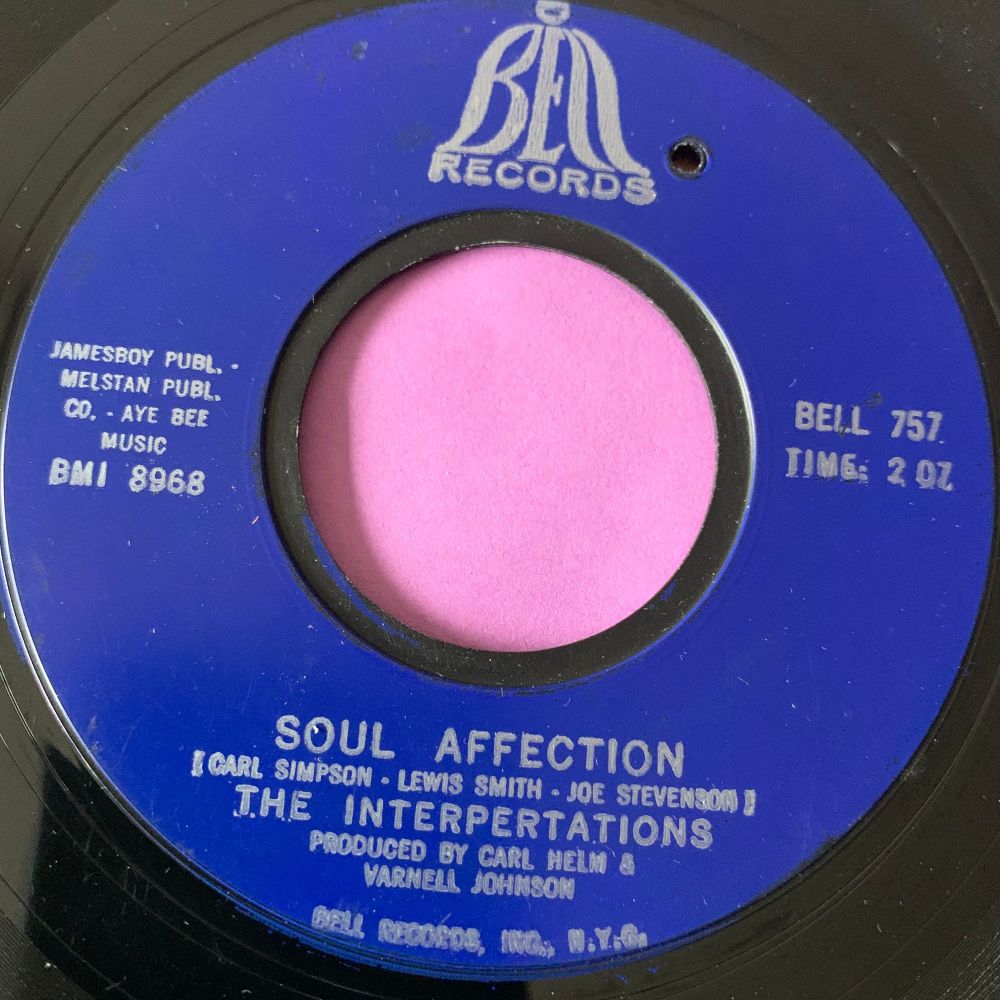 BELL
RECORDS
JAMESBOY PUBL. -
MELSTAN PUBL.
CO. - AYE BEE
MUSIC
BMI 8968
BELL 757
TIME: 2 07
SOUL AFFECTION
[CARL SIMPSON - LEWIS SMITH - JOE STEVENSON]
THE INTERPERTATIONS
PRODUCED BY CARL HELM &
VARNELL JOHNSON
BELL RECORDS, INC., N.Y.C.